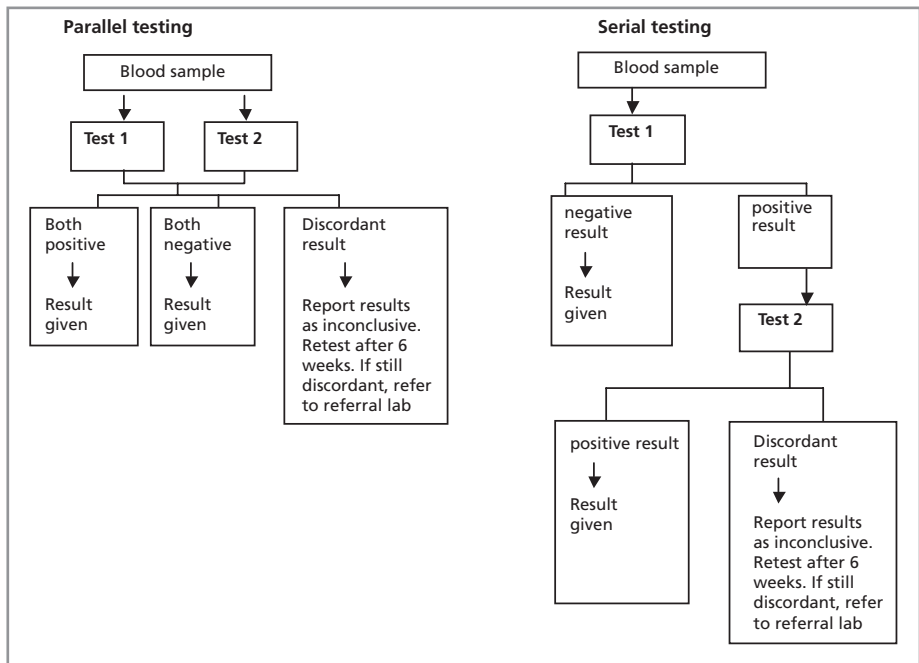 Parallel testing
Blood sample
Test 1
Test 2
Both
positive
Result
given
Both
negative
Result
given
Discordant
result
Report results
as inconclusive.
Retest after 6
weeks. If still
discordant, refer
to referral lab
Serial testing
Blood sample
Test 1
negative
result
Result
given
positive
result
Test 2
positive result
Result
given
Discordant
result
Report results
as inconclusive.
Retest after 6
weeks. If still
discordant, refer
to referral lab